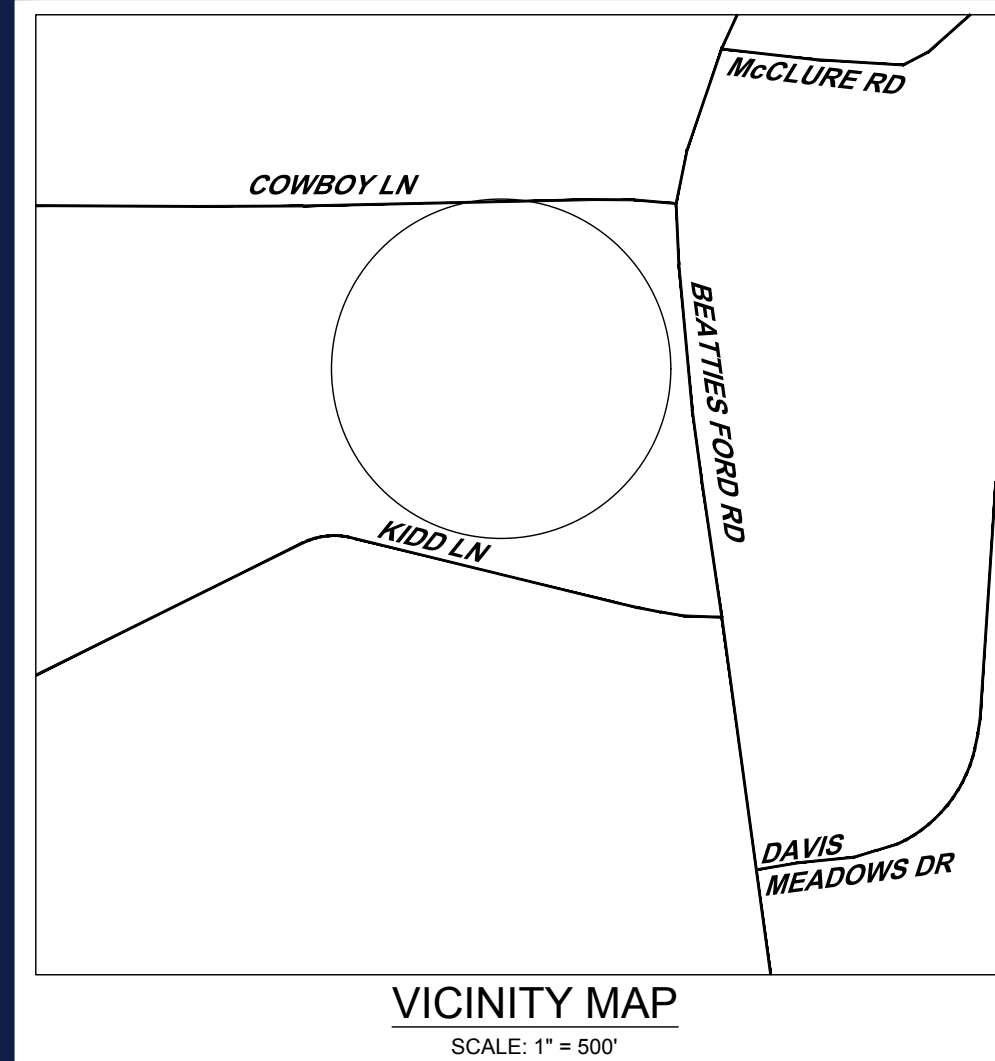 McCLURE RD
COWBOY LN
BEATTIES FORD RD
KIDD LN
DAVIS
MEADOWS DR
VICINITY MAP
SCALE: 1" = 500'